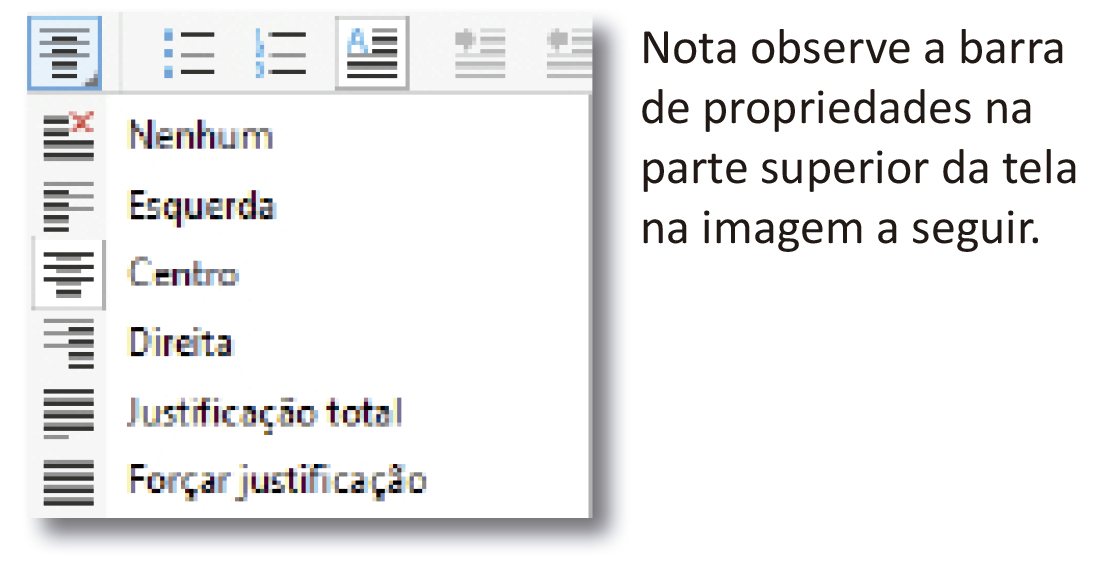 Nenhum
Esquerda
Centro
Direita
Justificação total
Forçar justificação
Nota observe a barra
de propriedades na
parte superior da tela
na imagem a seguir.